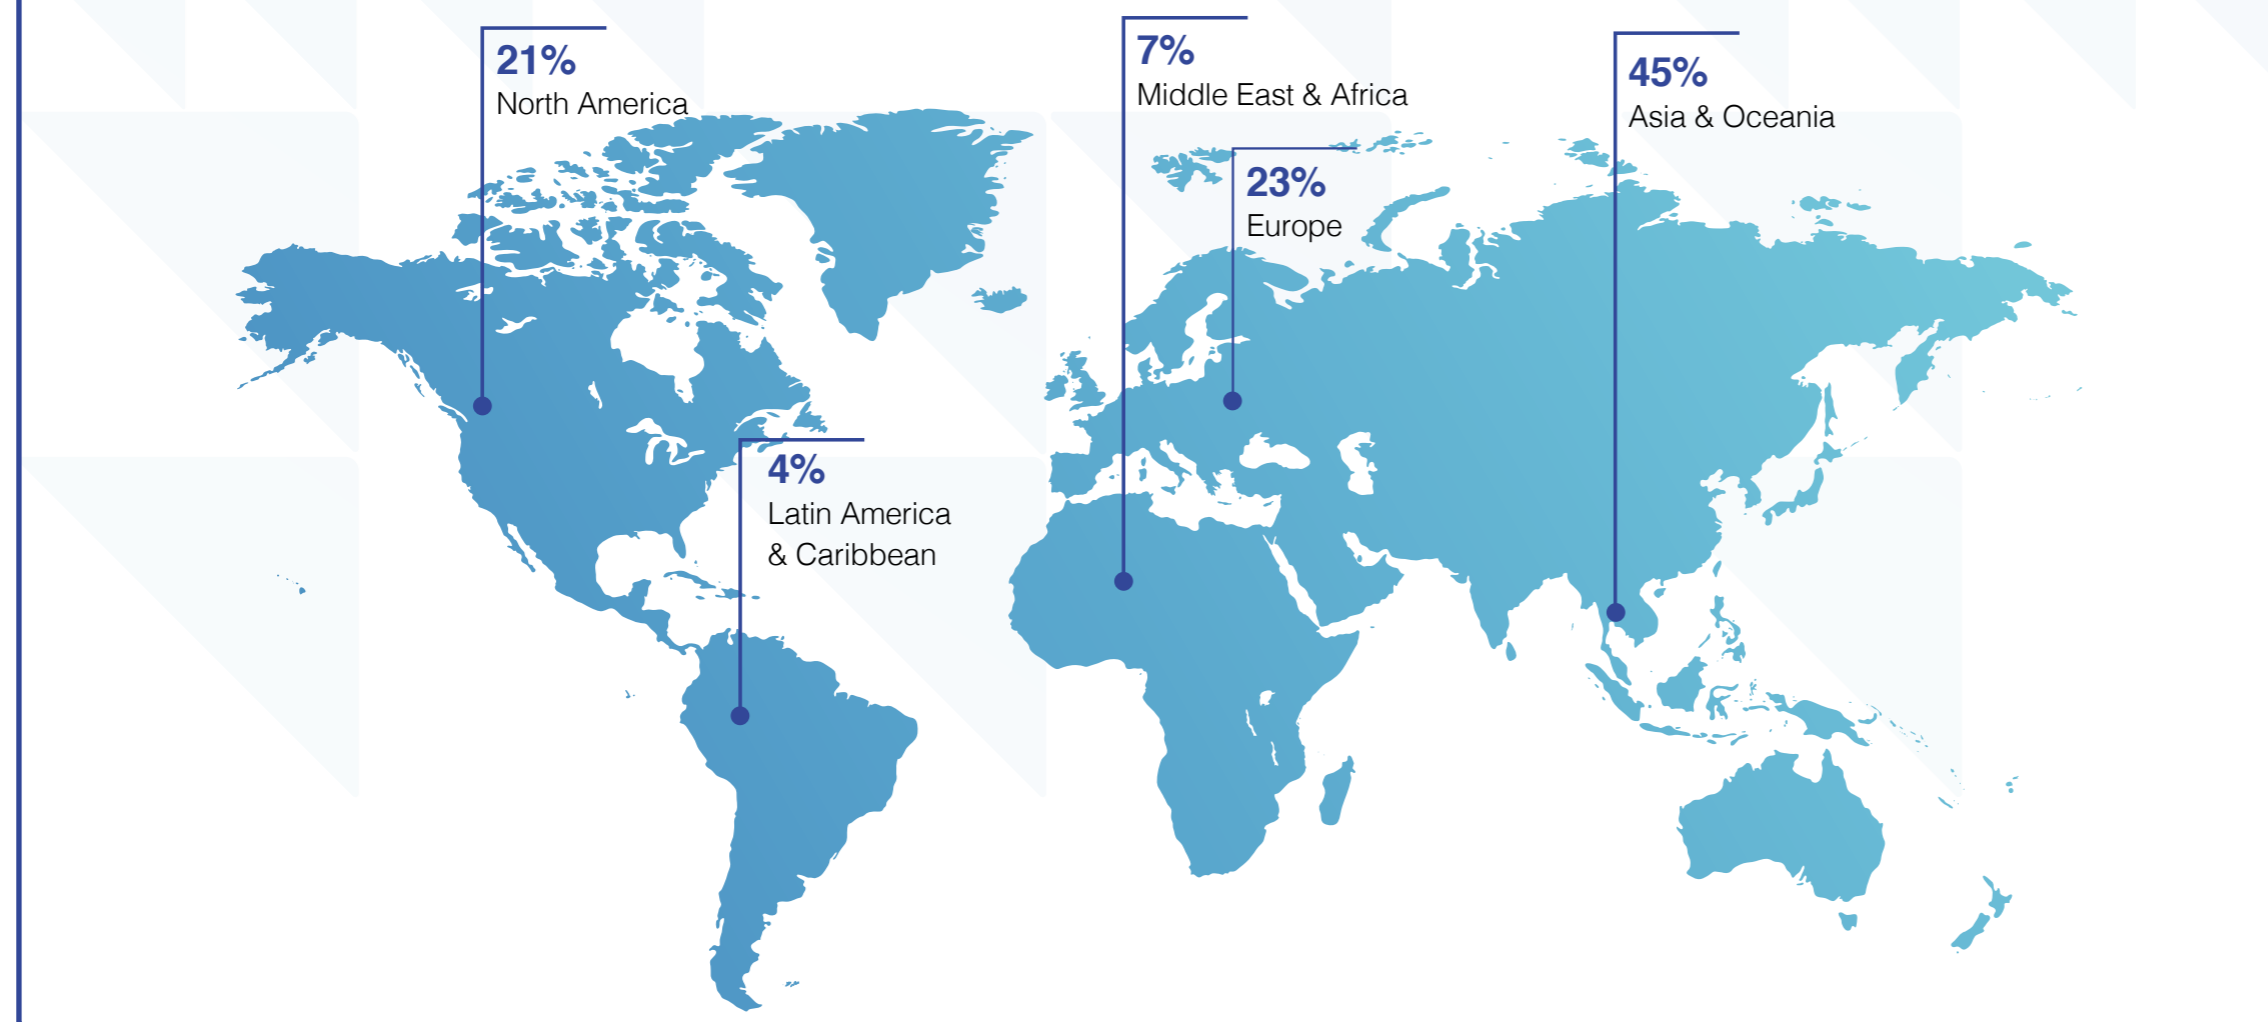 21%
North America
7%
Middle East & Africa
45%
Asia & Oceania
23%
Europe
4%
Latin America
& Caribbean